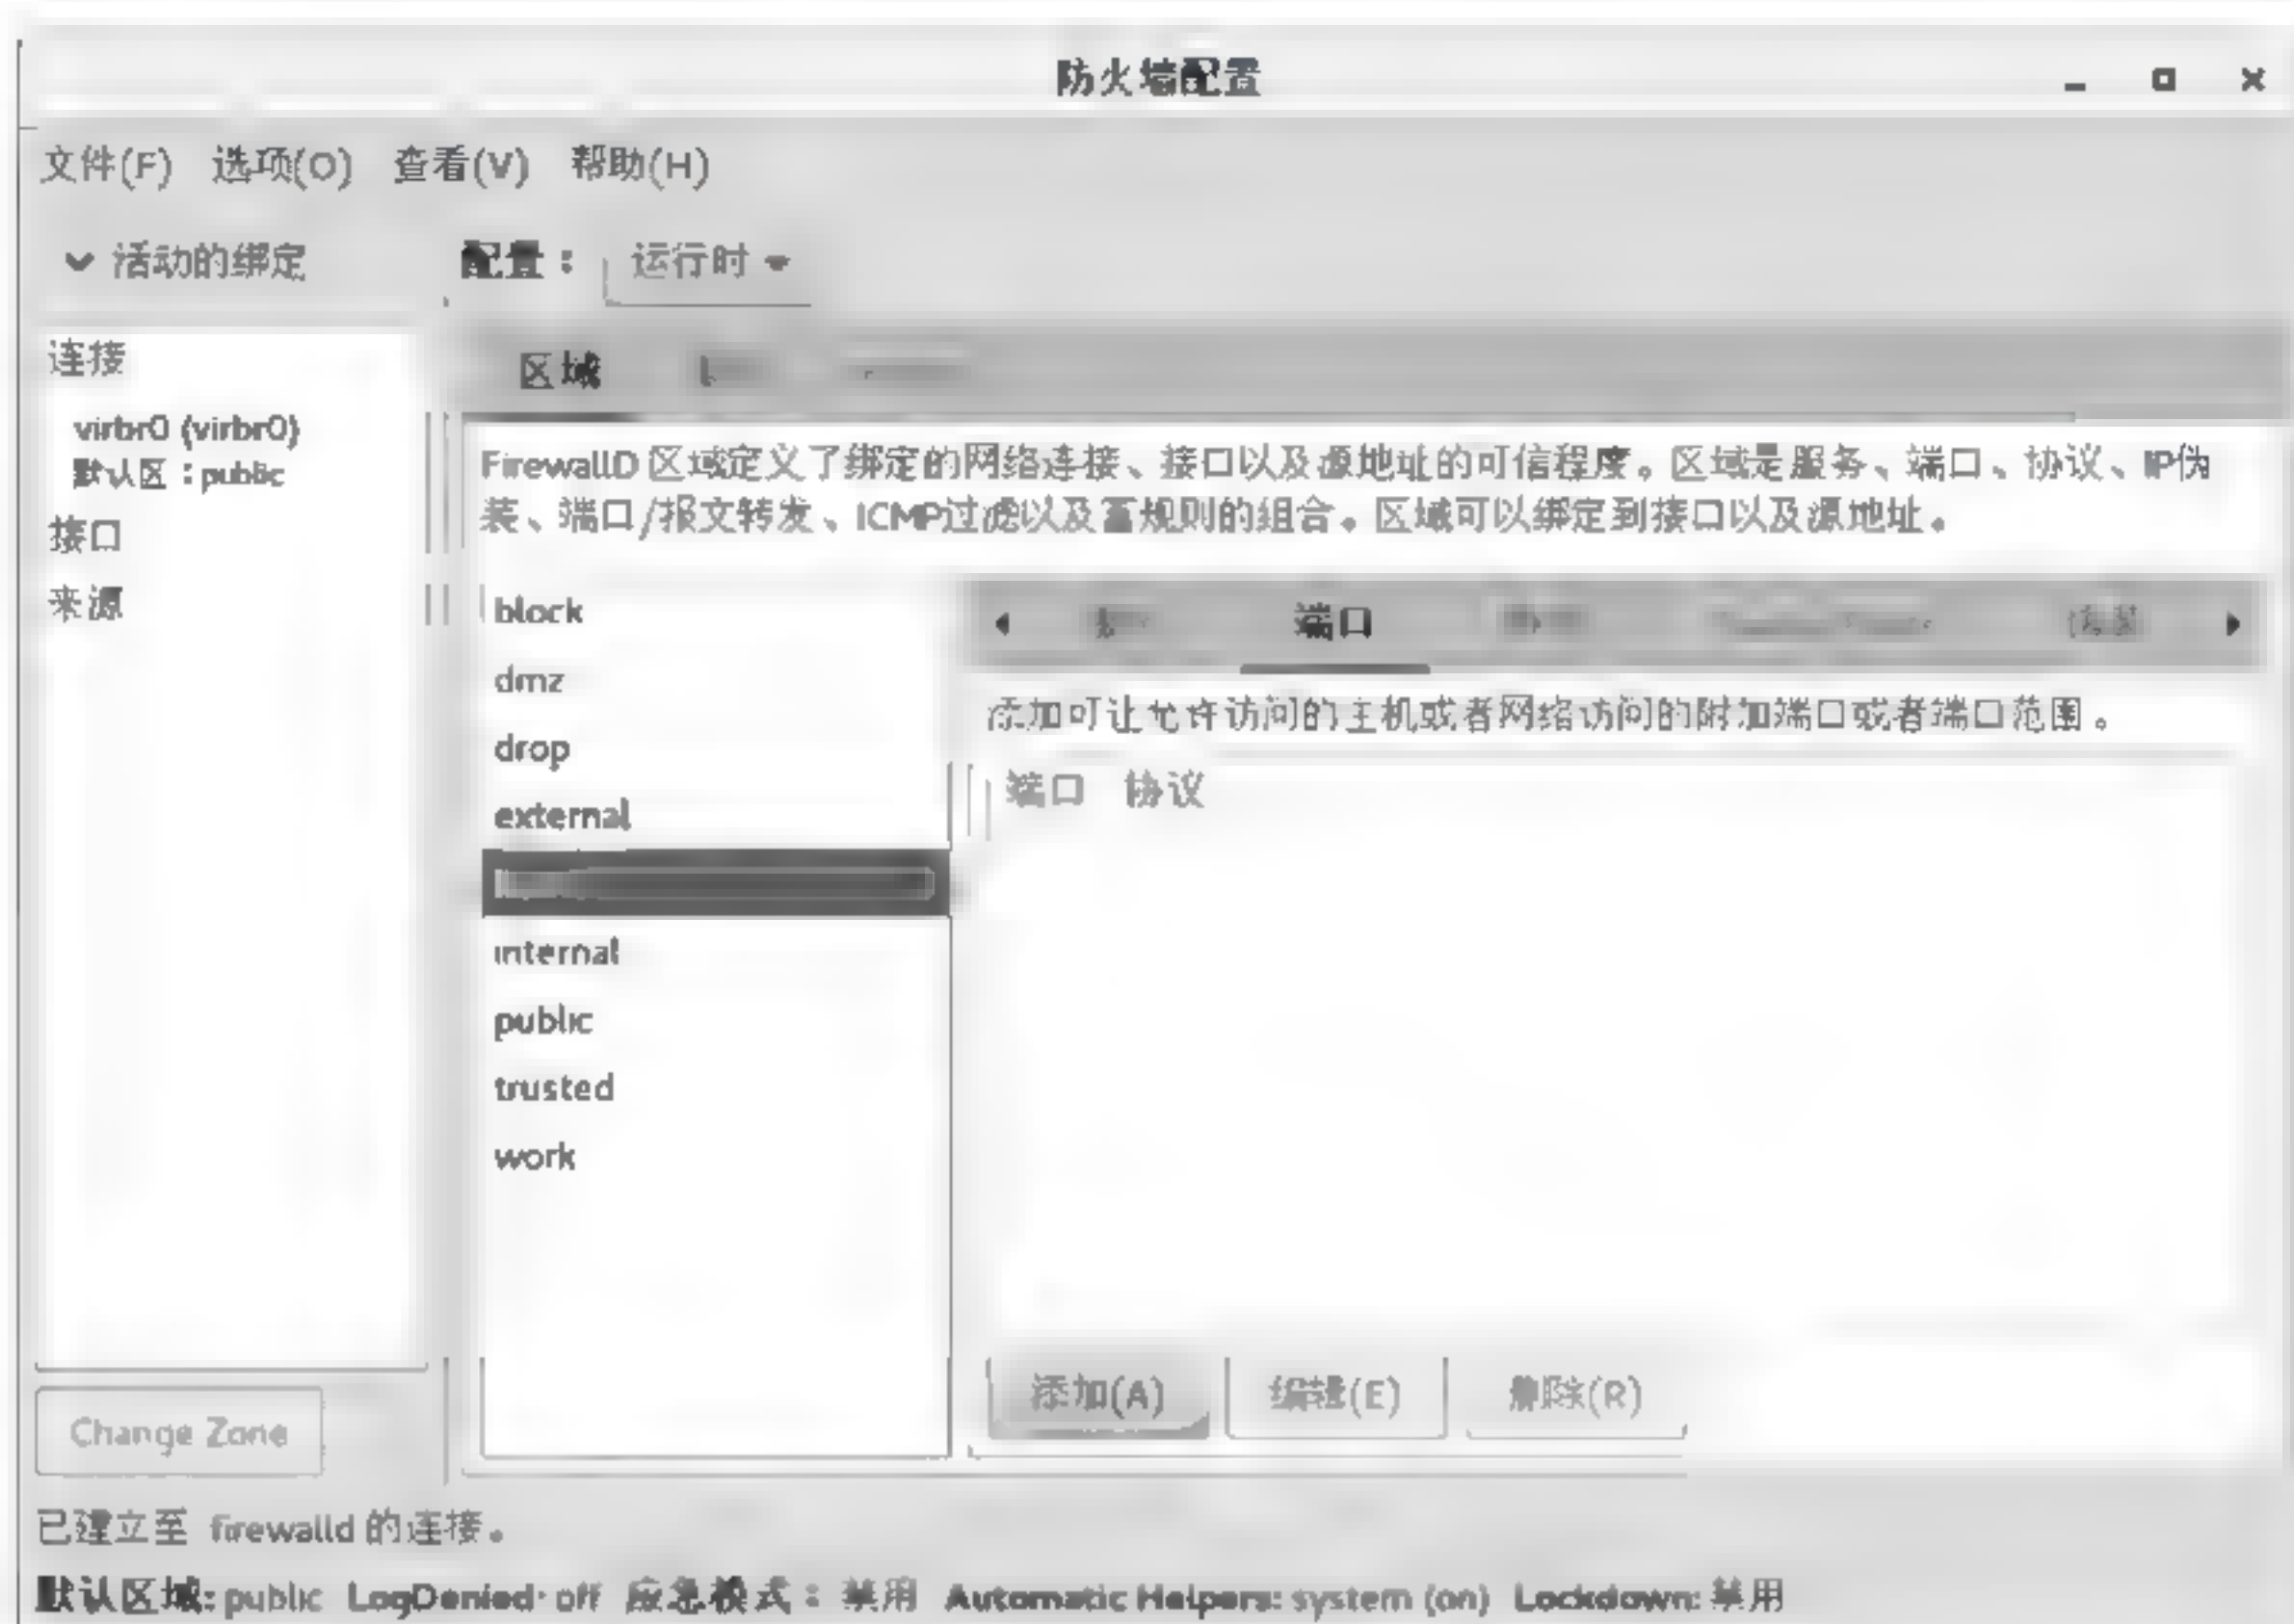 防火墙配置
文件(F) 选项(O) 查看(V) 帮助(H)
活动的绑定 配置： 运行时
连接
virbr0 (virbr0)
默认区：public
接口
来源
Change Zone
区域
FirewallD 区域定义了绑定的网络连接、接口以及源地址的可信程度。区域是服务、端口、协议、IP伪
装、端口/报文转发、ICMP过滤以及富规则的组合。区域可以绑定到接口以及源地址。
block
dmz
drop
external
internal
public
trusted
work
端口 伪装
添加可让允许访问的主机或者网络访问的附加端口或者端口范围。
端口 协议
添加(A) 编辑(E) 删除(R)
已建立至 firewalld 的连接。
默认区域: public LogDenied: off 应急模式：禁用 Automatic Helpers: system (on) Lockdown: 禁用